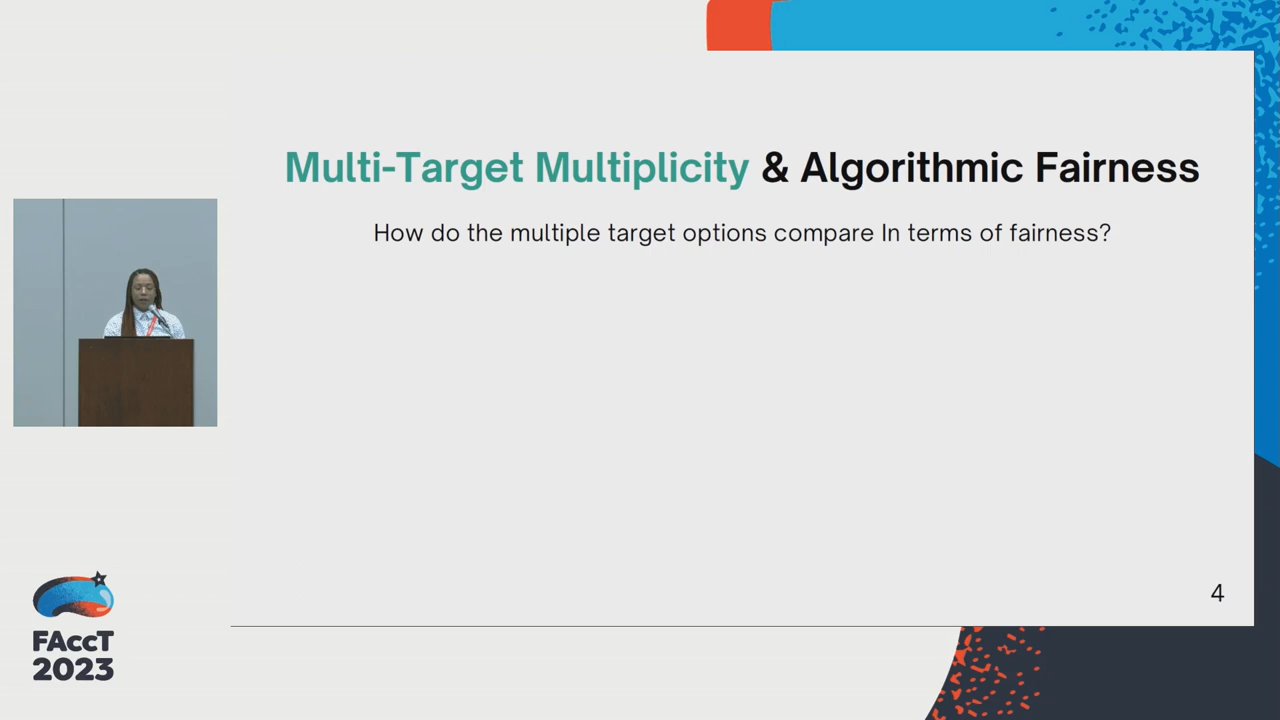 Multi-Target Multiplicity & Algorithmic Fairness
How do the multiple target options compare In terms of fairness?
4
FAccT
2023